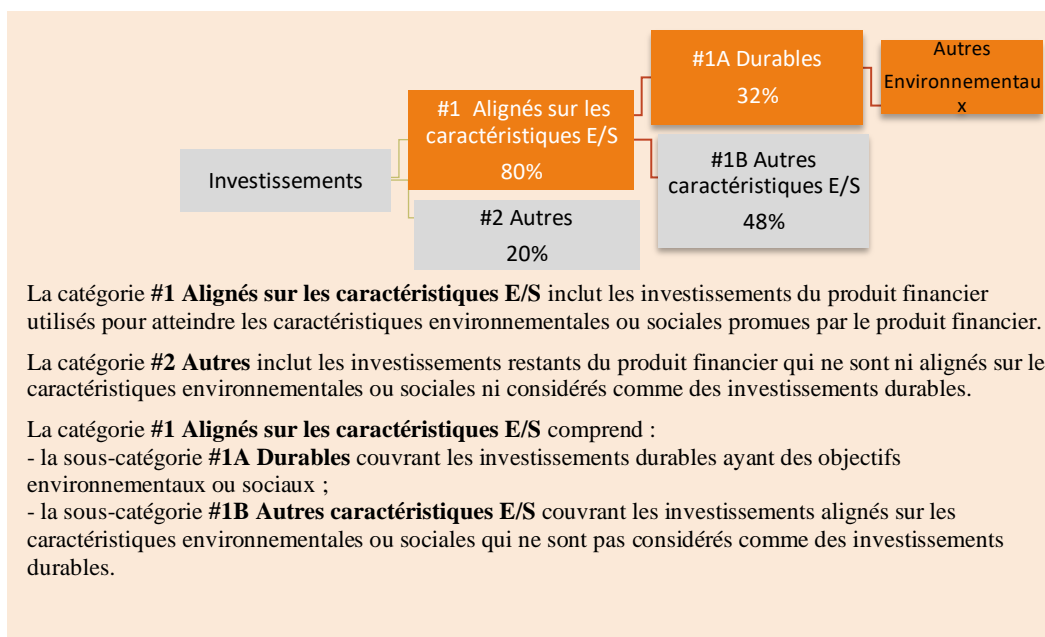 Investissements
#1 Alignés sur les
caractéristiques E/S
80%
#2 Autres
20%
#1A Durables
32%
#1B Autres
caractéristiques E/S
48%
Autres
Environnementau
x
La catégorie #1 Alignés sur les caractéristiques E/S inclut les investissements du produit financier
utilisés pour atteindre les caractéristiques environnementales ou sociales promues par le produit financier.
La catégorie #2 Autres inclut les investissements restants du produit financier qui ne sont ni alignés sur le
caractéristiques environnementales ou sociales ni considérés comme des investissements durables.
La catégorie #1 Alignés sur les caractéristiques E/S comprend :
- la sous-catégorie #1A Durables couvrant les investissements durables ayant des objectifs
environnementaux ou sociaux ;
- la sous-catégorie #1B Autres caractéristiques E/S couvrant les investissements alignés sur les
caractéristiques environnementales ou sociales qui ne sont pas considérés comme des investissements
durables.